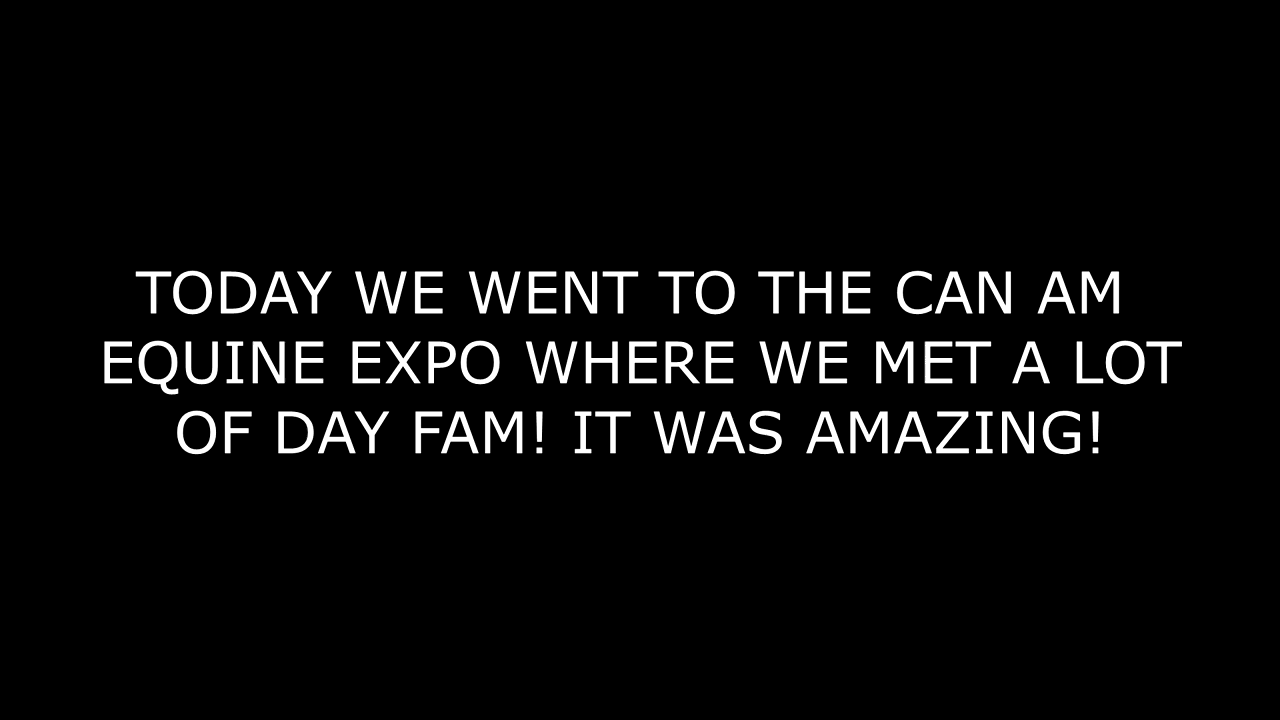 TODAY WE WENT TO THE CAN AM
EQUINE EXPO WHERE WE MET A LOT
OF DAY FAM! IT WAS AMAZING!